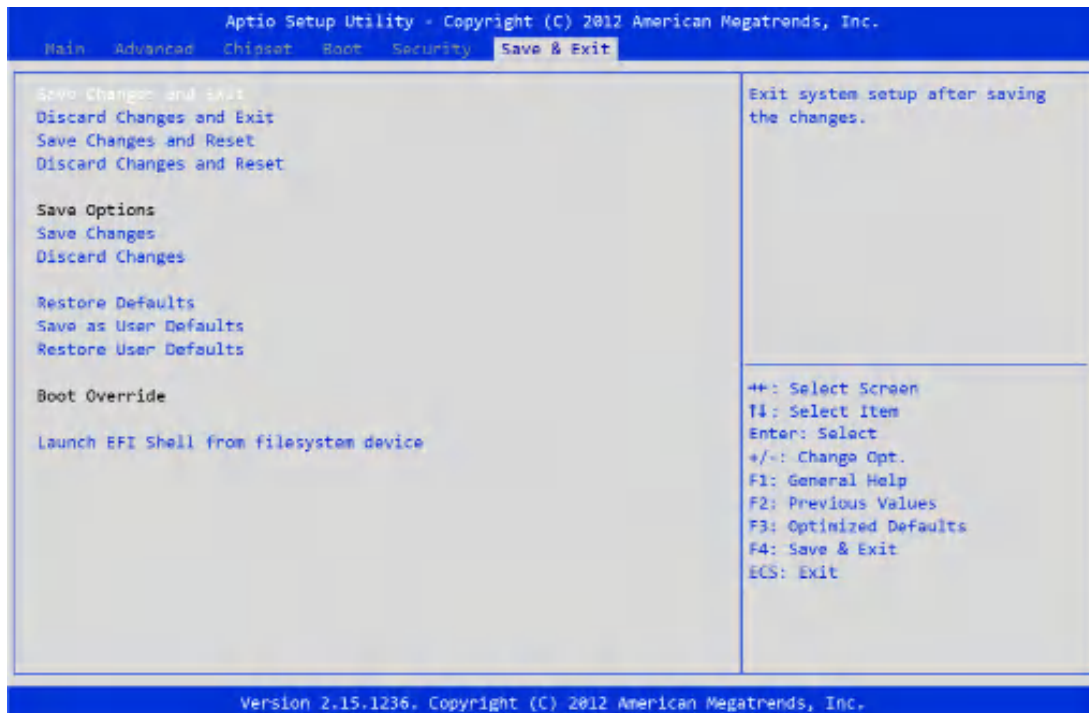 Aptio Setup Utility - Copyright (C) 2012 American Megatrends, Inc.
Main Advanced Chipset Boot Security Save & Exit
Save Changes and Exit
Discard Changes and Exit
Save Changes and Reset
Discard Changes and Reset
Save Options
Save Changes
Discard Changes
Restore Defaults
Save as User Defaults
Restore User Defaults
Boot Override
Launch EFI Shell from filesystem device
Exit system setup after saving
the changes.
→←: Select Screen
↑↓: Select Item
Enter: Select
+/-: Change Opt.
F1: General Help
F2: Previous Values
F3: Optimized Defaults
F4: Save & Exit
ECS: Exit
Version 2.15.1236. Copyright (C) 2012 American Megatrends, Inc.